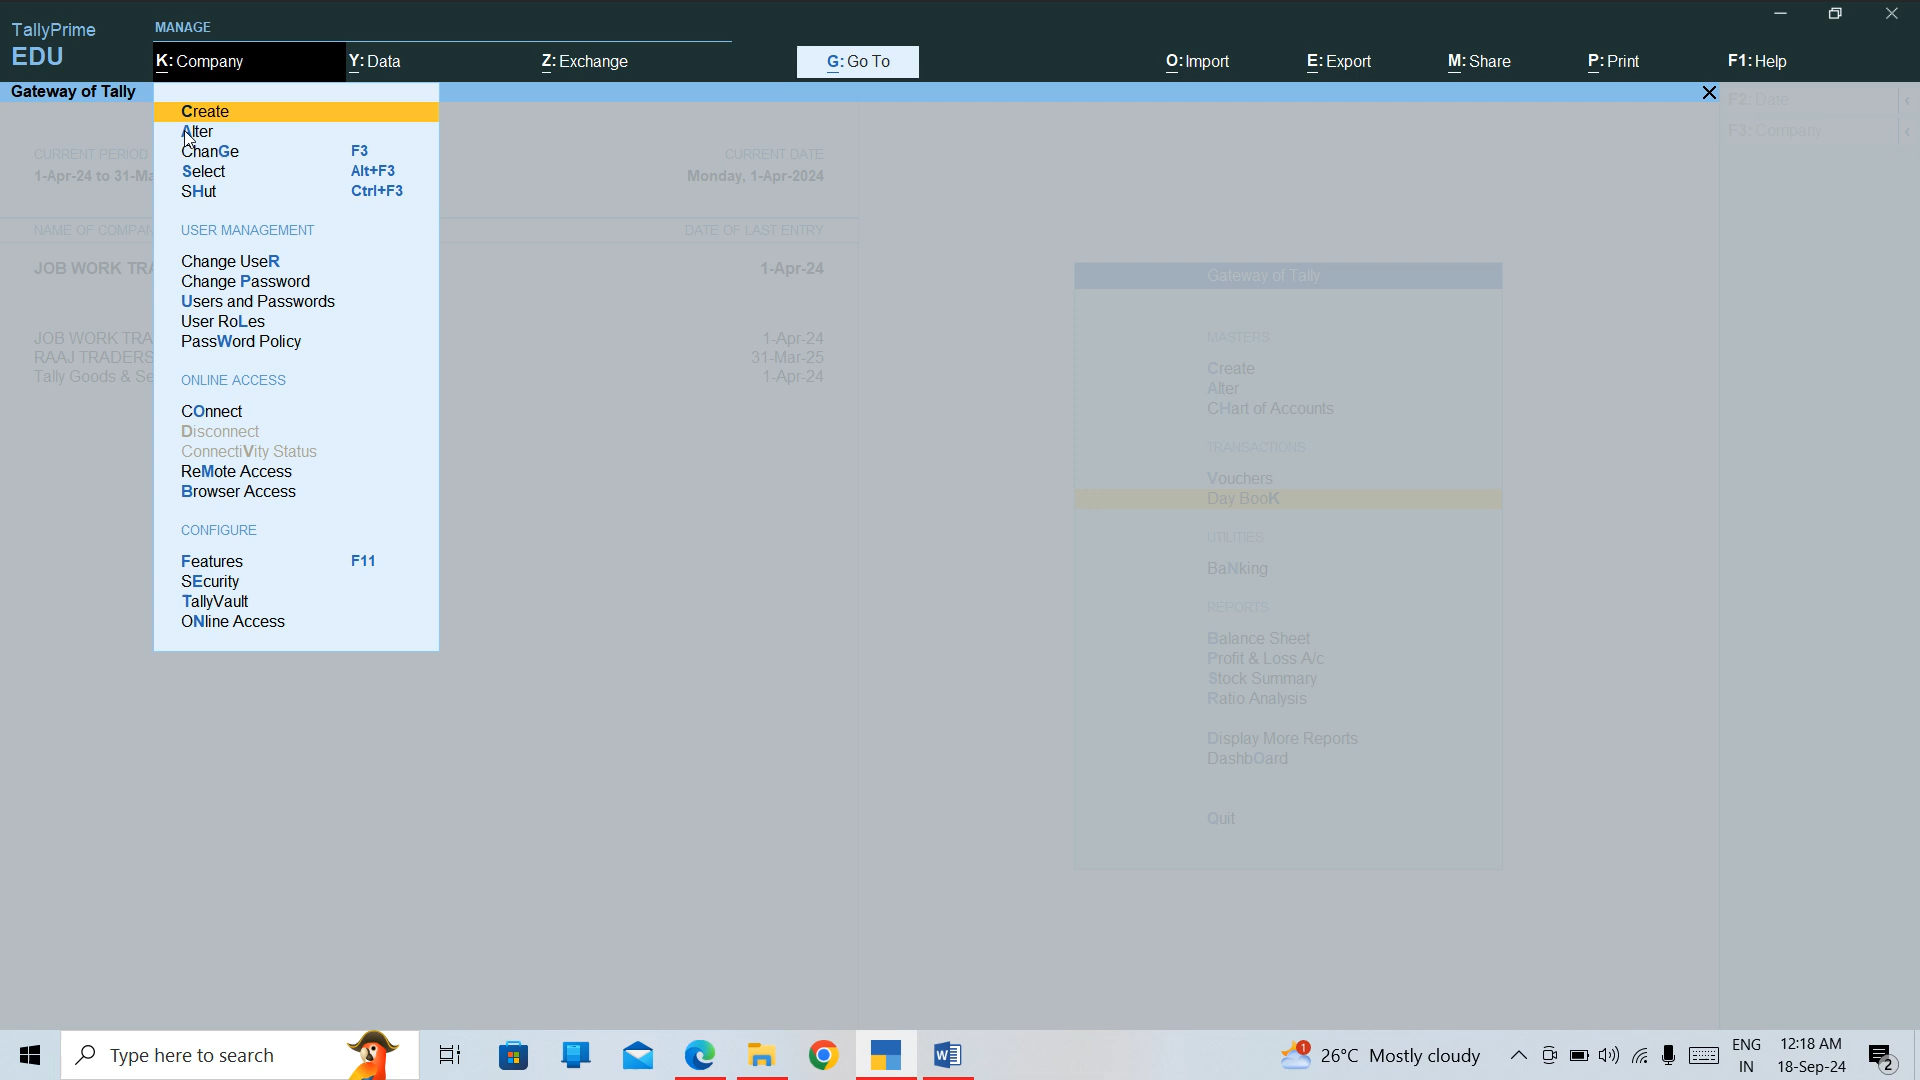 TallyPrime
EDU
MANAGE
K: Company
Y: Data
Z: Exchange
G: Go To
O: Import
E: Export
M: Share
P: Print
F1: Help
Gateway of Tally
F2: Date
F3: Company
Create
Alter
ChanGe F3
Select Alt+F3
SHut Ctrl+F3
USER MANAGEMENT
Change UseR
Change Password
Users and Passwords
User RoLes
PassWord Policy
ONLINE ACCESS
COnnect
Disconnect
ConnectiVity Status
ReMote Access
Browser Access
CONFIGURE
Features F11
SEcurity
TallyVault
ONline Access
CURRENT PERIOD
1-Apr-24 to 31-Ma
CURRENT DATE
Monday, 1-Apr-2024
NAME OF COMPAN
DATE OF LAST ENTRY
JOB WORK TRA 1-Apr-24
JOB WORK TRA 1-Apr-24
RAAJ TRADERS 31-Mar-25
Tally Goods & Se 1-Apr-24
Gateway of Tally
MASTERS
Create
Alter
CHart of Accounts
TRANSACTIONS
Vouchers
Day BooK
UTILITIES
BaNking
REPORTS
Balance Sheet
Profit & Loss A/c
Stock Summary
Ratio Analysis
Display More Reports
DashbOard
Quit
Type here to search
1
26°C Mostly cloudy
ENG
IN
12:18 AM
18-Sep-24
2